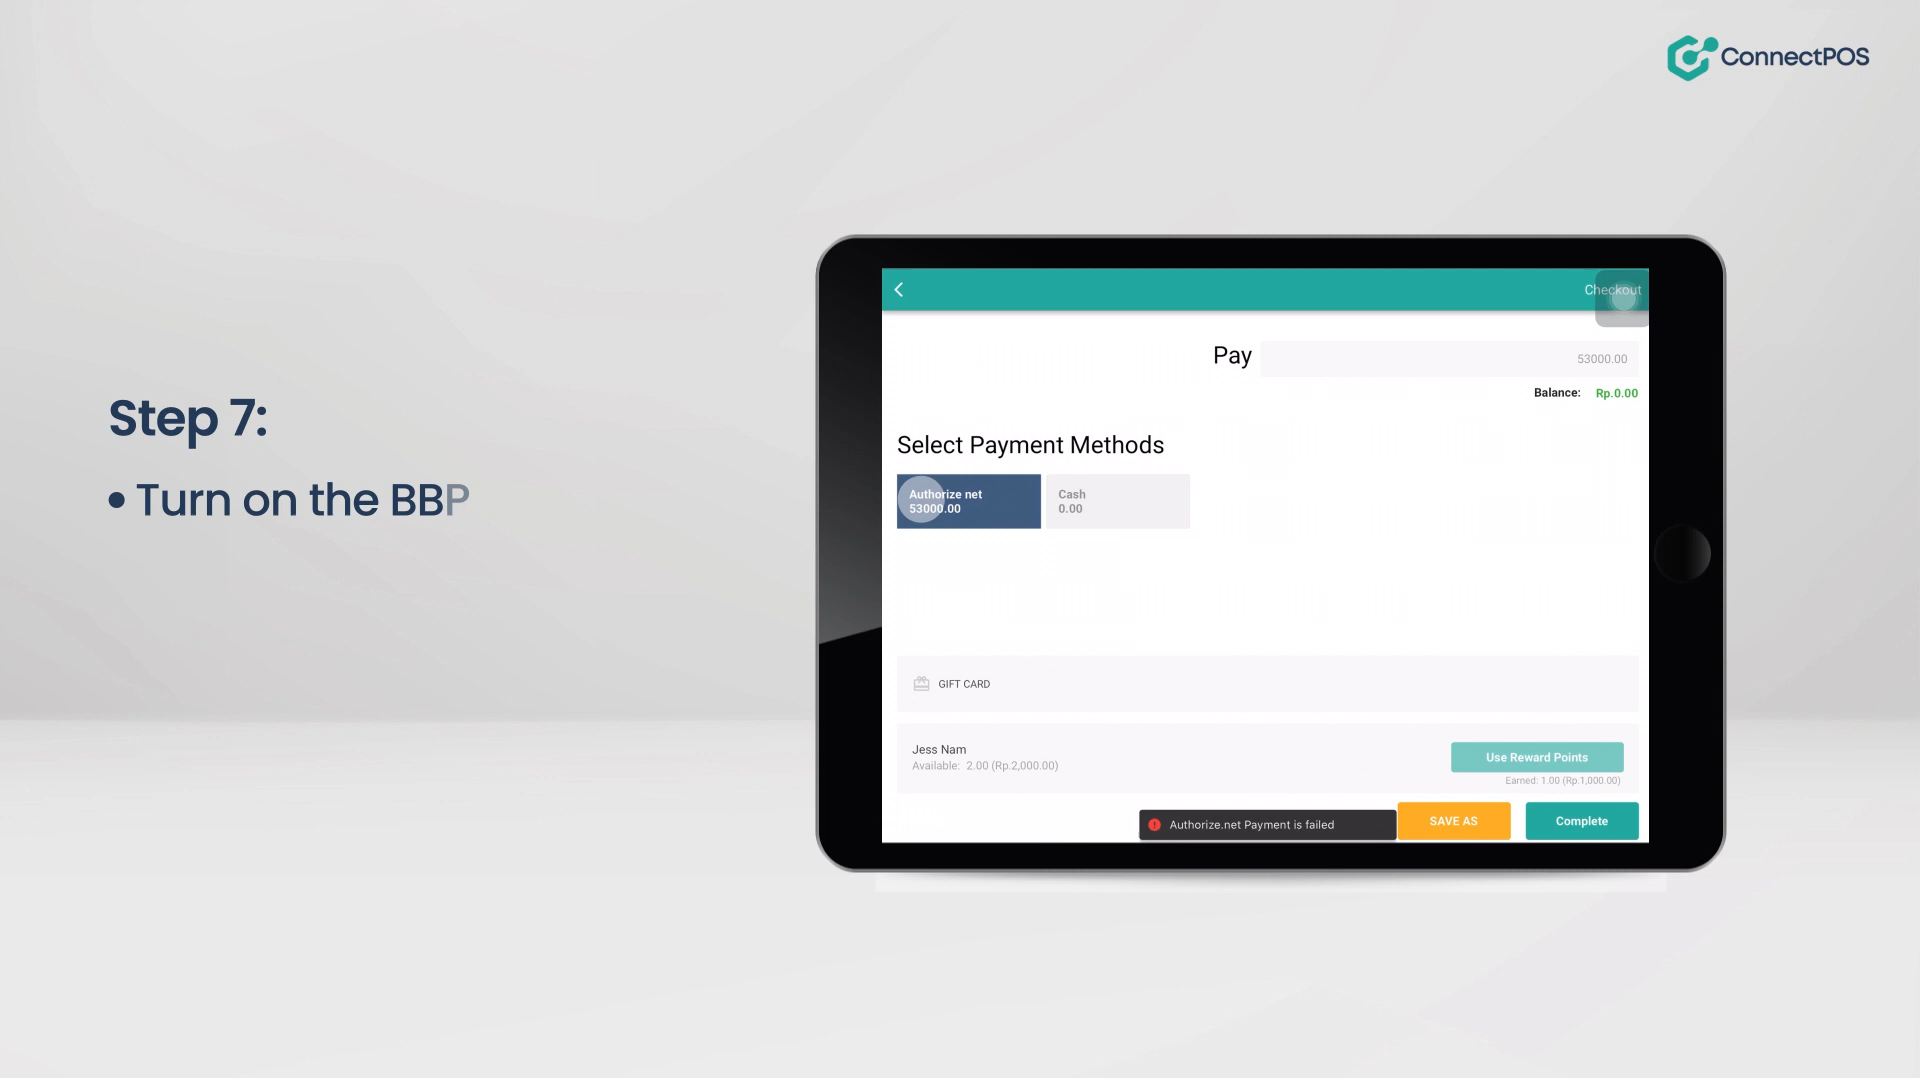 ConnectPOS
Step 7:
• Turn on the BBP
Checkout
Pay 53000.00
Balance: Rp.0.00
Select Payment Methods
Authorize net
53000.00
Cash
0.00
GIFT CARD
Jess Nam
Available: 2.00 (Rp.2,000.00)
Use Reward Points
Earned: 1.00 (Rp.1,000.00)
Authorize.net Payment is failed
SAVE AS
Complete